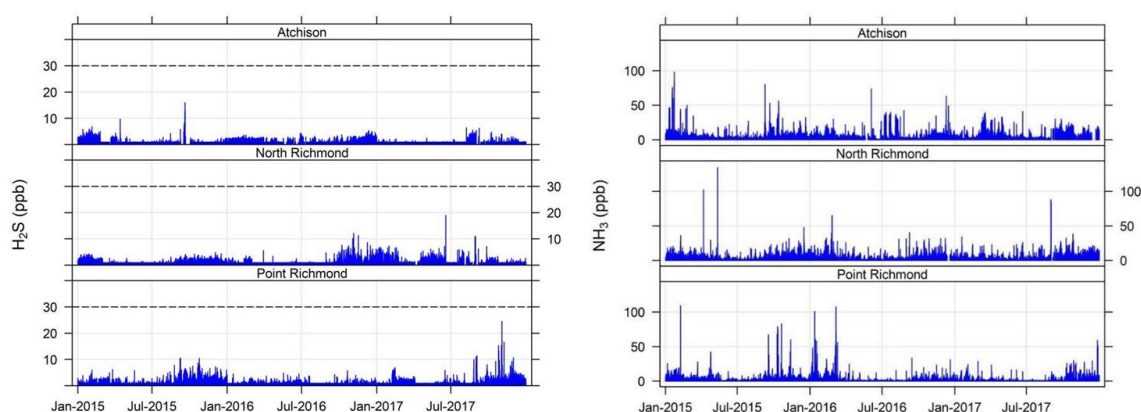 Atchison
30
20
10
North Richmond
30
20
10
Point Richmond
30
20
10
H₂S (ppb)
Jan-2015 Jul-2015 Jan-2016 Jul-2016 Jan-2017 Jul-2017
Atchison
100
50
0
North Richmond
100
50
0
Point Richmond
100
50
0
NH₃ (ppb)
Jan-2015 Jul-2015 Jan-2016 Jul-2016 Jan-2017 Jul-2017